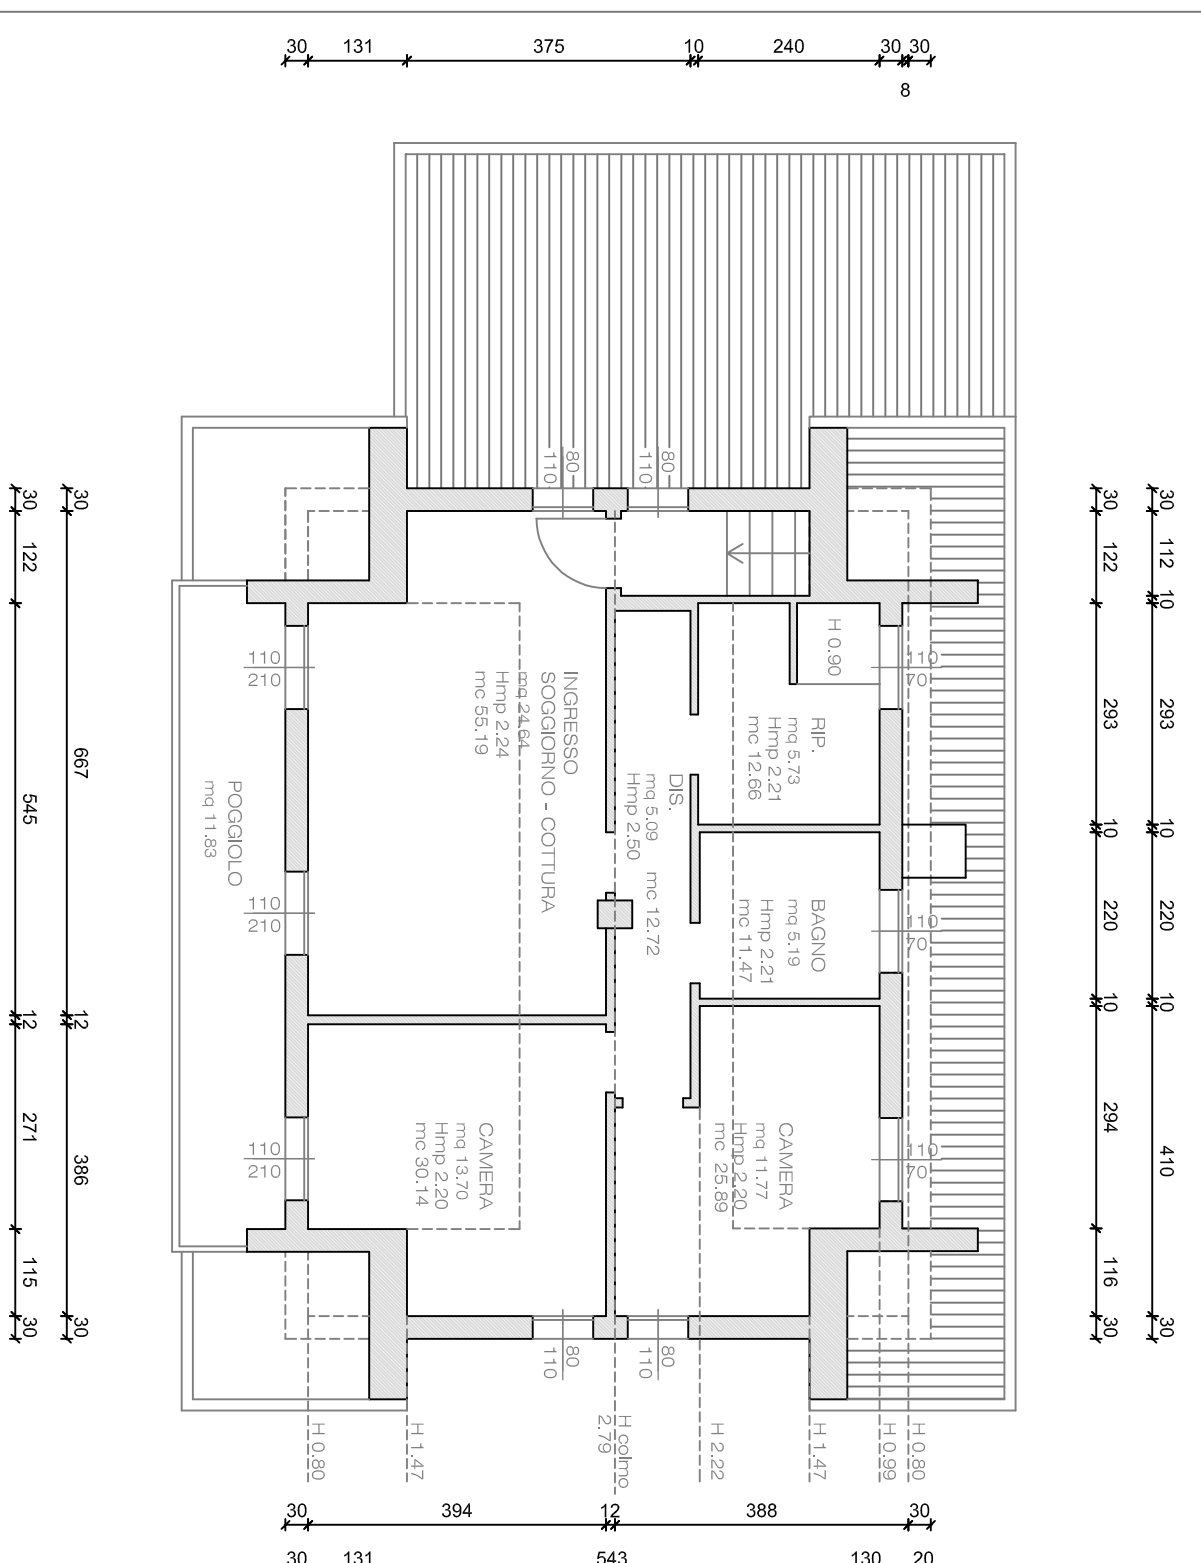 30 131 375 10 240 30 30
8
80
110
80
110
30 122 293 10 220 10 294 116 30
30 112 10 293 10 220 10 410 30
30 122 545 12 271 115 30
30 667 12 386 30
H 0.90
110
70
110
210
INGRESSO
SOGGIORNO - COTTURA
mq 24.64
Hmp 2.24
mc 55.19
RIP.
mq 5.73
Hmp 2.21
mc 12.66
DIS.
mq 5.09 mc 12.72
Hmp 2.50
POGGIOLO
mq 11.83
BAGNO
mq 5.19
Hmp 2.21
mc 11.47
110
70
110
210
CAMERA
mq 13.70
Hmp 2.20
mc 30.14
CAMERA
mq 11.77
Hmp 2.20
mc 25.89
110
70
110
210
80
110
80
110
H 0.80
H 1.47
H colmo
2.79
H 2.22
H 1.47
H 0.99
H 0.80
30 394 12 388 30
30 131 543 130 20